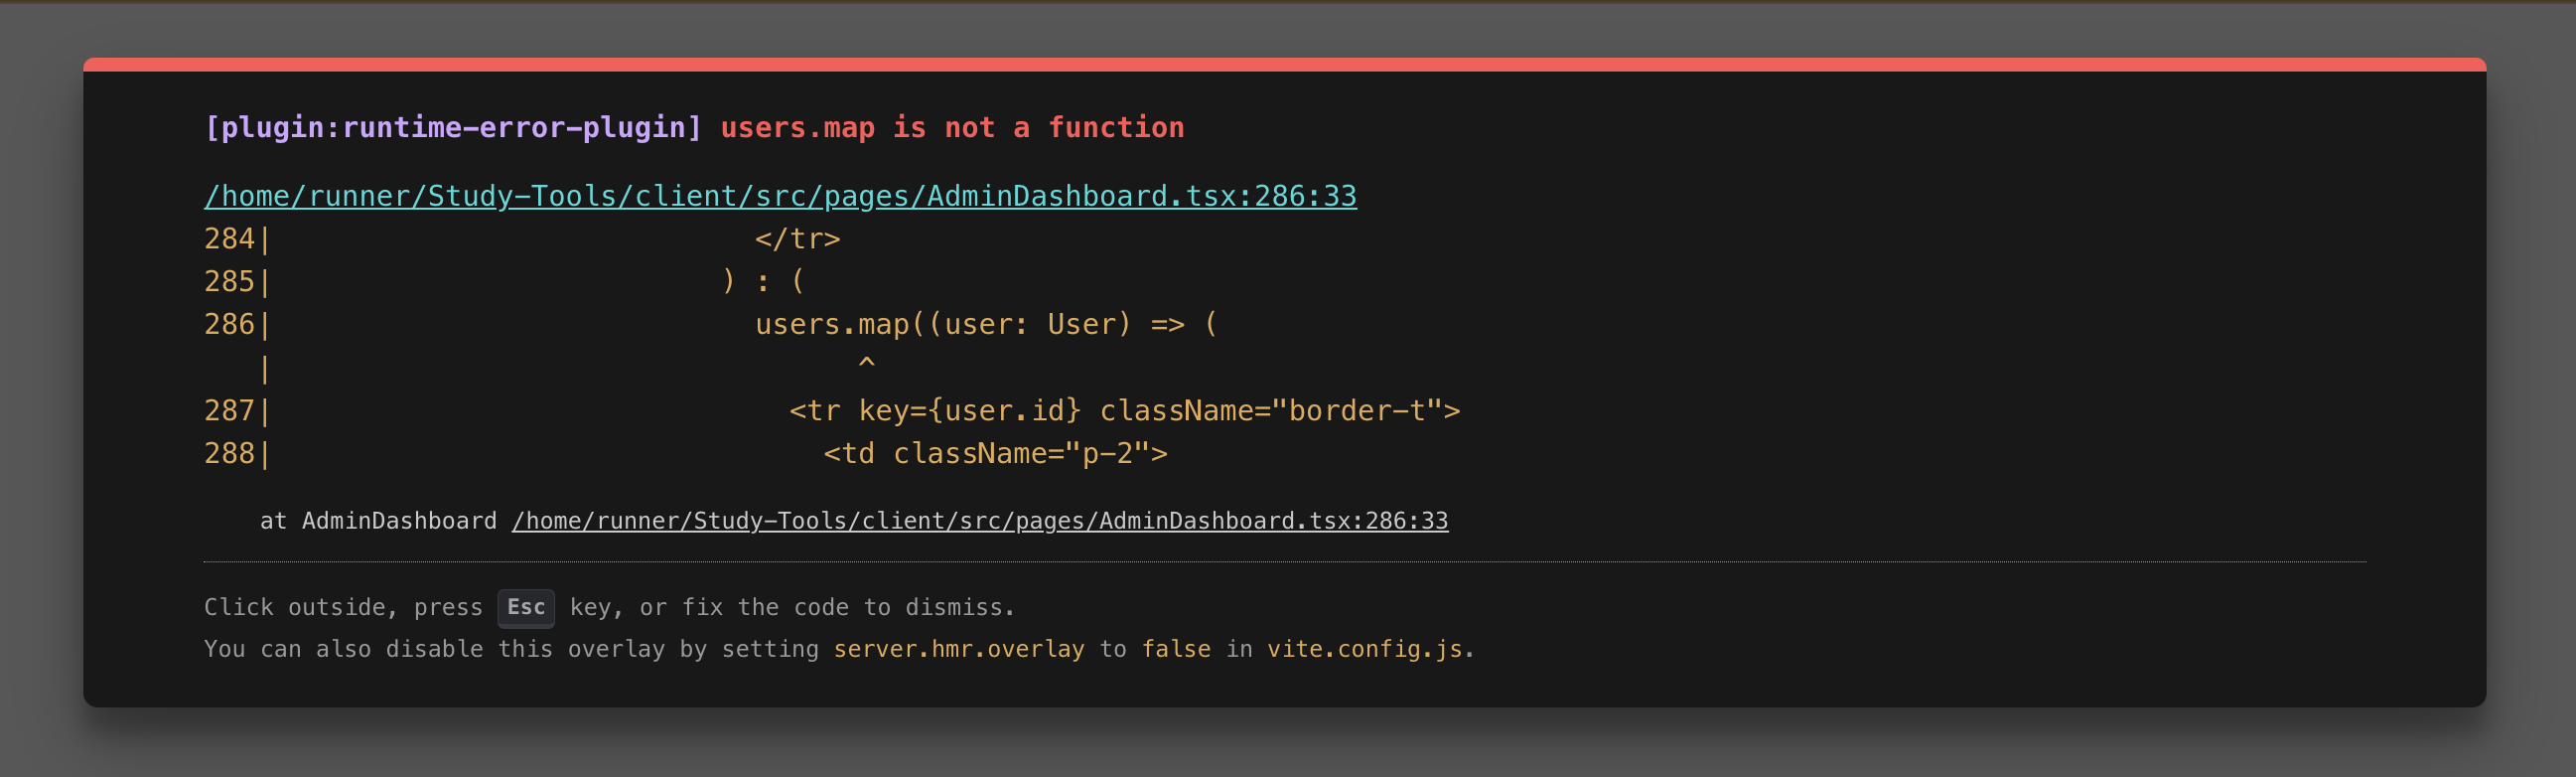 [plugin:runtime-error-plugin] users.map is not a function
/home/runner/Study-Tools/client/src/pages/AdminDashboard.tsx:286:33
284|                            </tr>
285|                          ) : (
286|                            users.map((user: User) => (
   |                                  ^
287|                              <tr key={user.id} className="border-t">
288|                                <td className="p-2">
at AdminDashboard /home/runner/Study-Tools/client/src/pages/AdminDashboard.tsx:286:33
Click outside, press Esc key, or fix the code to dismiss.
You can also disable this overlay by setting server.hmr.overlay to false in vite.config.js.